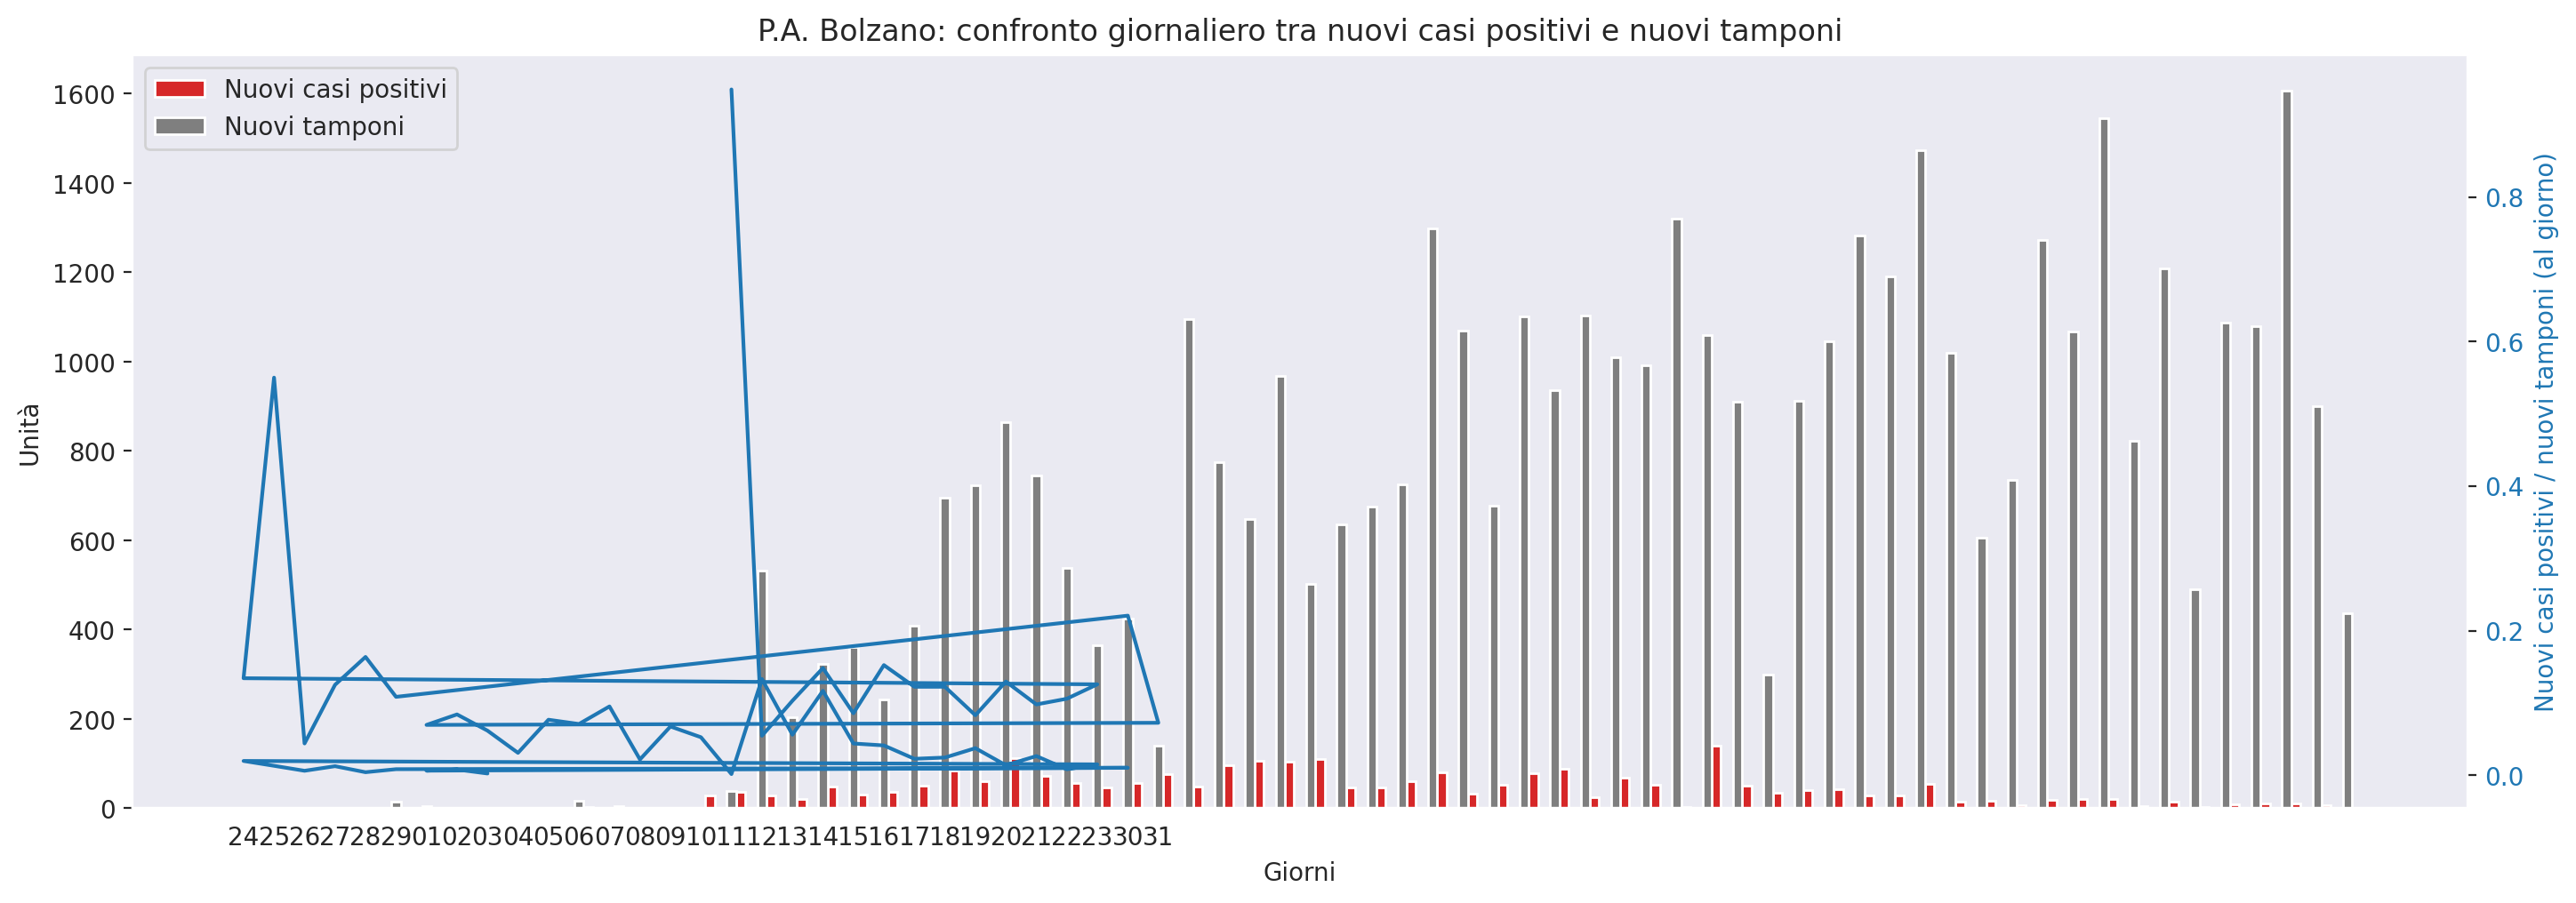 P.A. Bolzano: confronto giornaliero tra nuovi casi positivi e nuovi tamponi
Nuovi casi positivi
Nuovi tamponi
1600
1400
1200
1000
800
600
400
200
0
Unità
0.8
0.6
0.4
0.2
0.0
Nuovi casi positivi / nuovi tamponi (al giorno)
24252627282901020304050607080910111213141516171819202122233031
Giorni